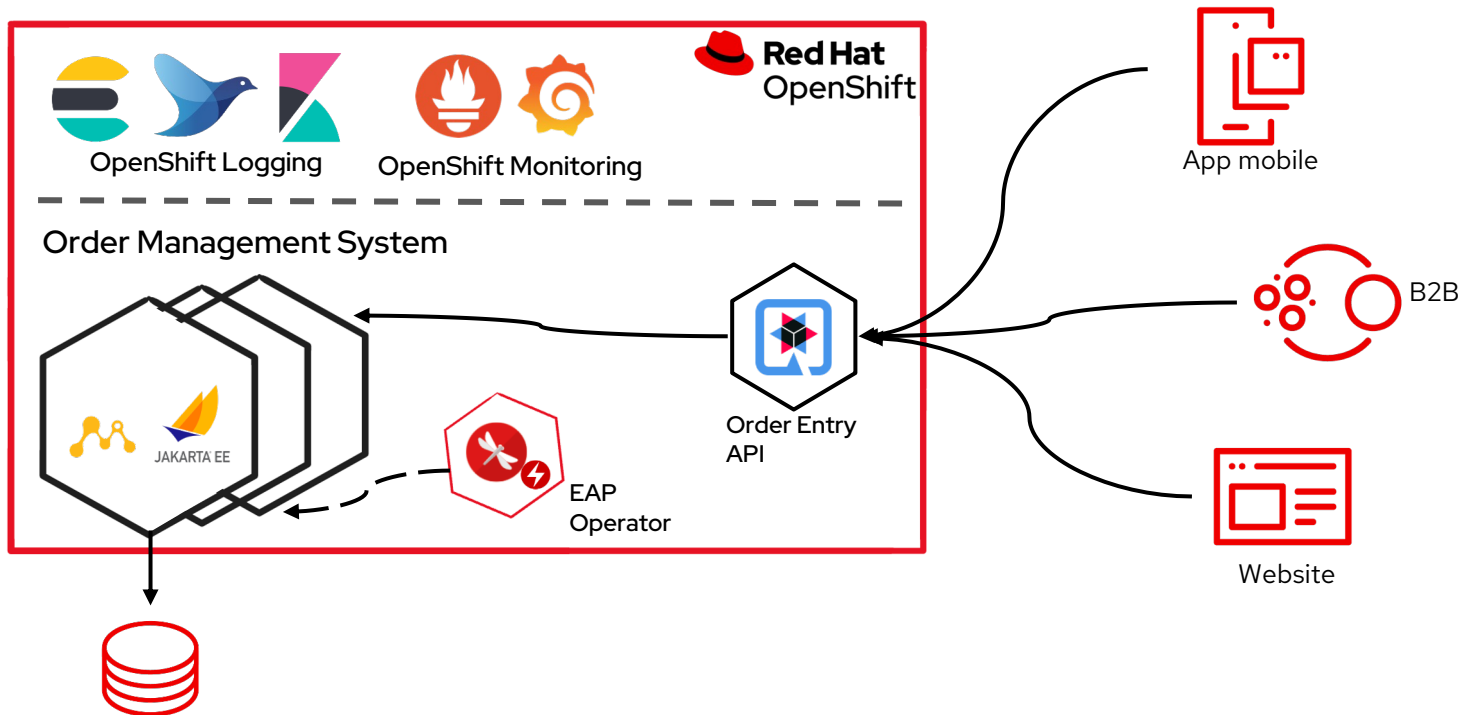 Red Hat
OpenShift
OpenShift Logging
OpenShift Monitoring
App mobile
Order Management System
B2B
JAKARTA EE
Order Entry
API
EAP
Operator
Website